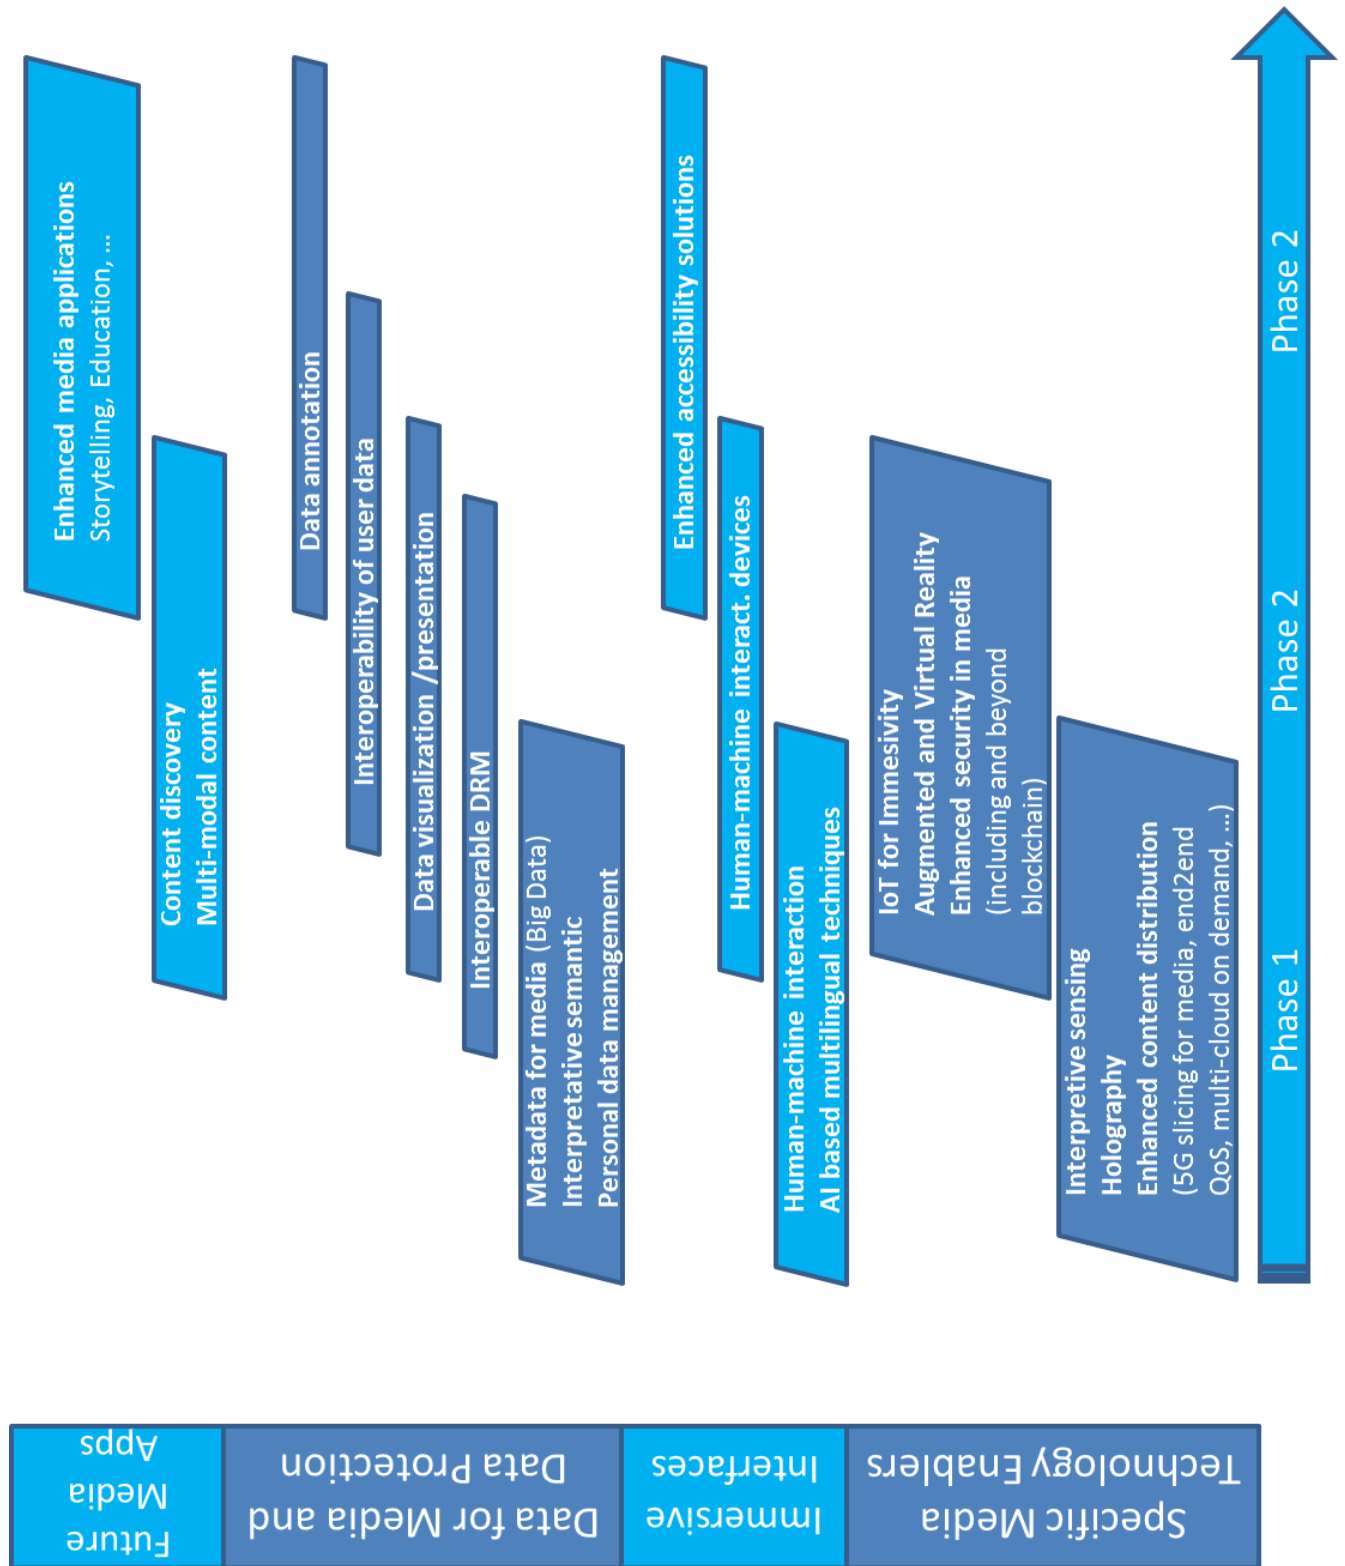 Future
Media
Apps
Enhanced media applications
Storytelling, Education, ...
Content discovery
Multi-modal content
Data for Media and
Data Protection
Data annotation
Interoperability of user data
Data visualization /presentation
Interoperable DRM
Metadata for media (Big Data)
Interpretative semantic
Personal data management
Immersive
Interfaces
Enhanced accessibility solutions
Human-machine interact. devices
Human-machine interaction
AI based multilingual techniques
Specific Media
Technology Enablers
IoT for Immesivity
Augmented and Virtual Reality
Enhanced security in media
(including and beyond
blockchain)
Interpretive sensing
Holography
Enhanced content distribution
(5G slicing for media, end2end
QoS, multi-cloud on demand, ...)
Phase 1
Phase 2
Phase 2